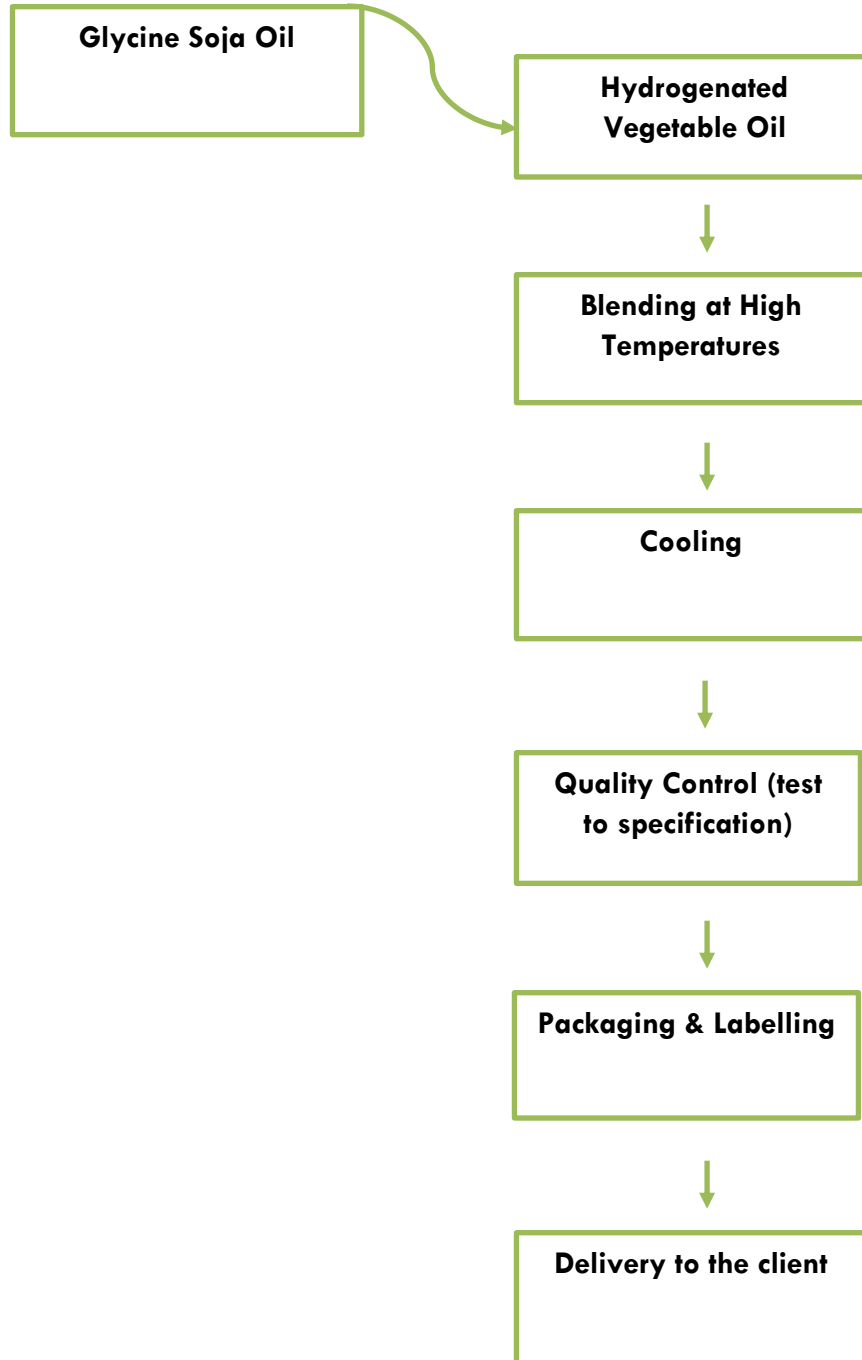 Glycine Soja Oil
Hydrogenated
Vegetable Oil
Blending at High
Temperatures
Cooling
Quality Control (test
to specification)
Packaging & Labelling
Delivery to the client